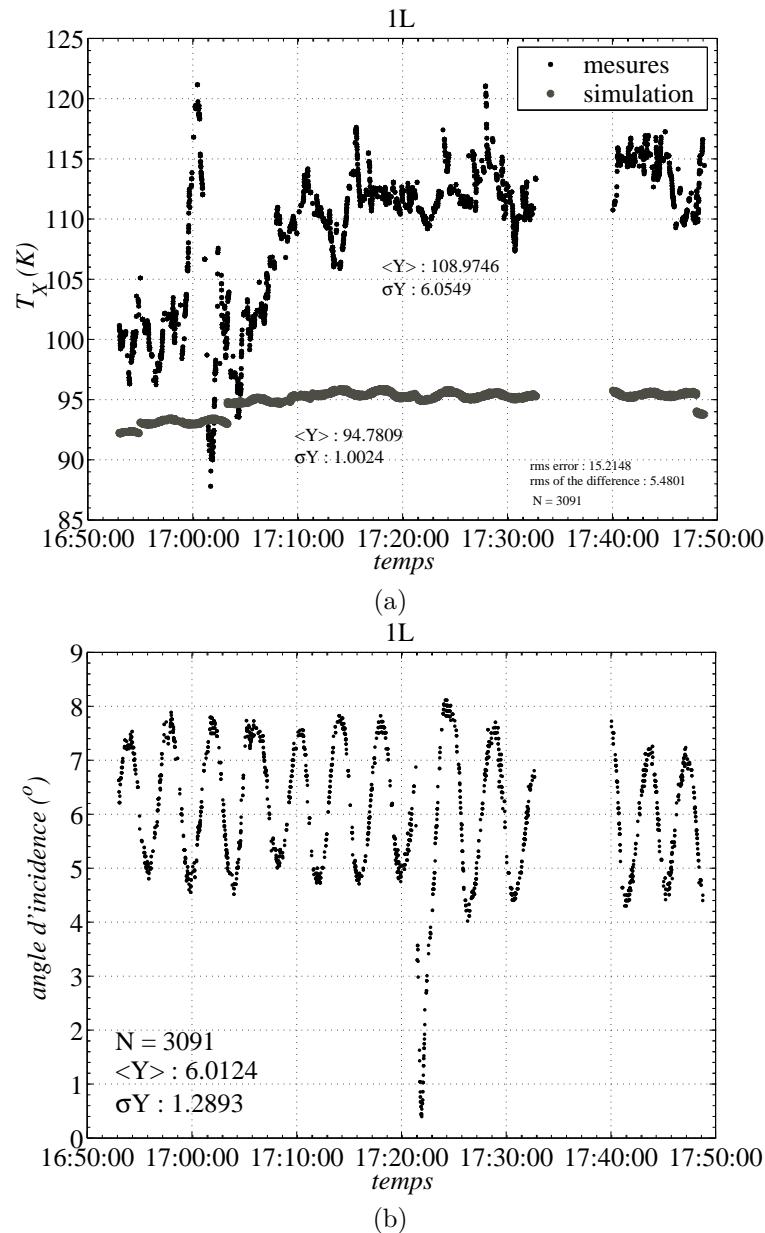 1L
125
120
115
110
105
100
95
90
85
T_X (K)
mesures
simulation
<Y> : 108.9746
σY : 6.0549
<Y> : 94.7809
σY : 1.0024
rms error : 15.2148
rms of the difference : 5.4801
N = 3091
16:50:00 17:00:00 17:10:00 17:20:00 17:30:00 17:40:00 17:50:00
temps
(a)
1L
9
8
7
6
5
4
3
2
1
0
angle d'incidence (°)
N = 3091
<Y> : 6.0124
σY : 1.2893
16:50:00 17:00:00 17:10:00 17:20:00 17:30:00 17:40:00 17:50:00
temps
(b)